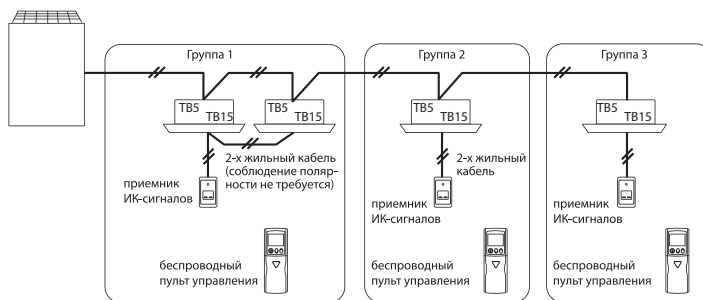 Группа 1
Группа 2
Группа 3
TB5
TB15
TB5
TB15
TB5
TB15
TB5
TB15
2-х жильный кабель
(соблюдение поляр-
ности не требуется)
2-х жильный
кабель
приемник
ИК-сигналов
приемник
ИК-сигналов
приемник
ИК-сигналов
беспроводный
пульт управления
беспроводный
пульт управления
беспроводный
пульт управления